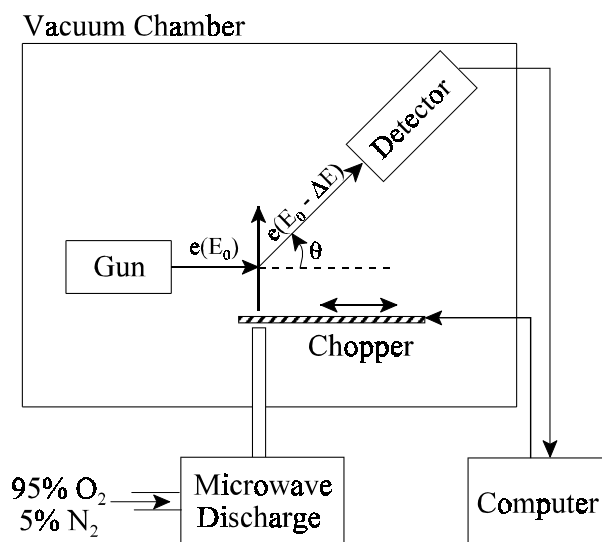 Vacuum Chamber
Detector
e(E₀ - ΔE)
e(E₀)
θ
Gun
Chopper
95% O₂
5% N₂
Microwave
Discharge
Computer